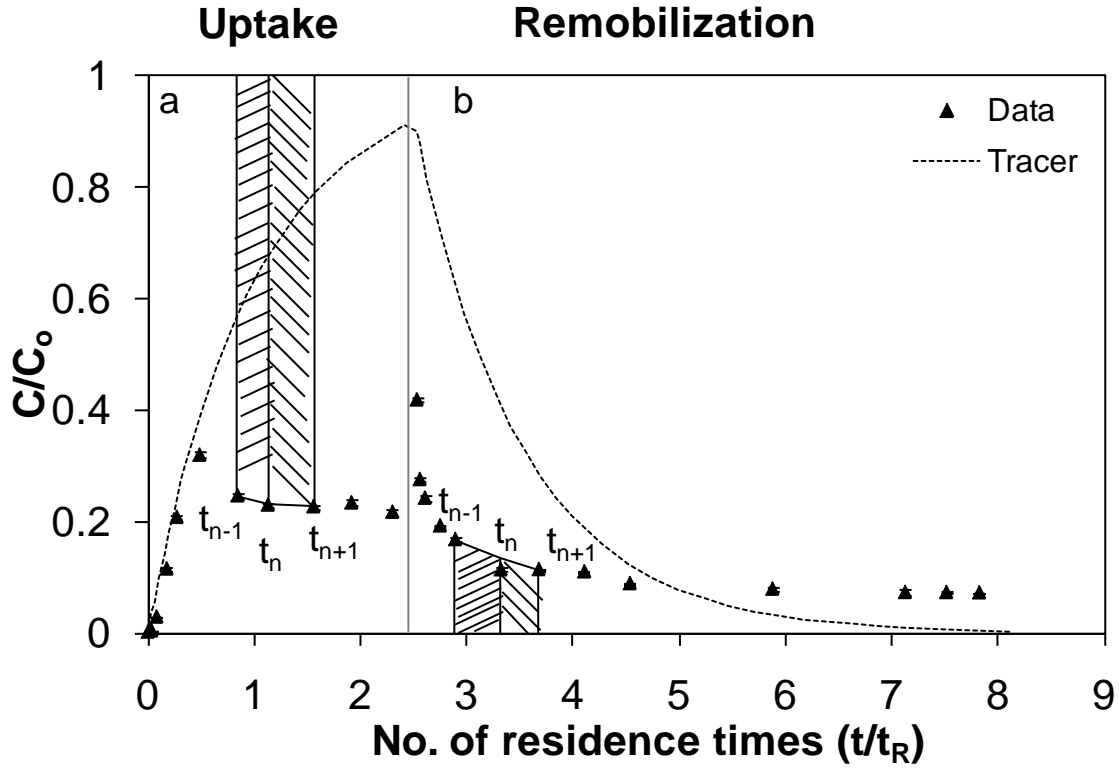 Uptake Remobilization
1
a b
Data
Tracer
0.8
0.6
0.4
0.2
0
C/Co
tn-1 tn tn+1
tn-1 tn tn+1
0 1 2 3 4 5 6 7 8 9
No. of residence times (t/tR)